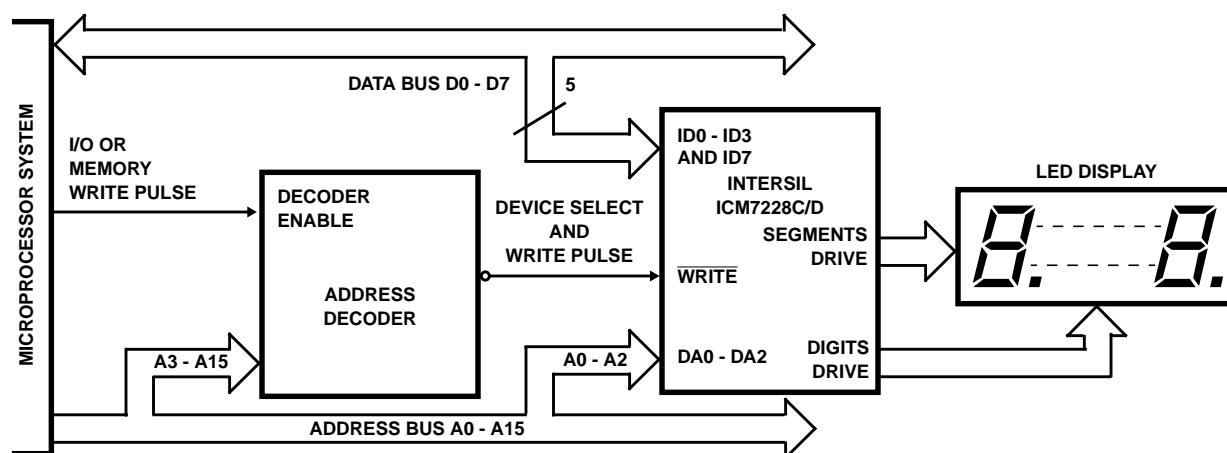 MICROPROCESSOR SYSTEM
DATA BUS D0 - D7
5
I/O OR
MEMORY
WRITE PULSE
DECODER
ENABLE
ADDRESS
DECODER
DEVICE SELECT
AND
WRITE PULSE
ID0 - ID3
AND ID7
INTERSIL
ICM7228C/D
SEGMENTS
DRIVE
WRITE
DA0 - DA2
DIGITS
DRIVE
LED DISPLAY
8. 8.
A3 - A15
A0 - A2
ADDRESS BUS A0 - A15